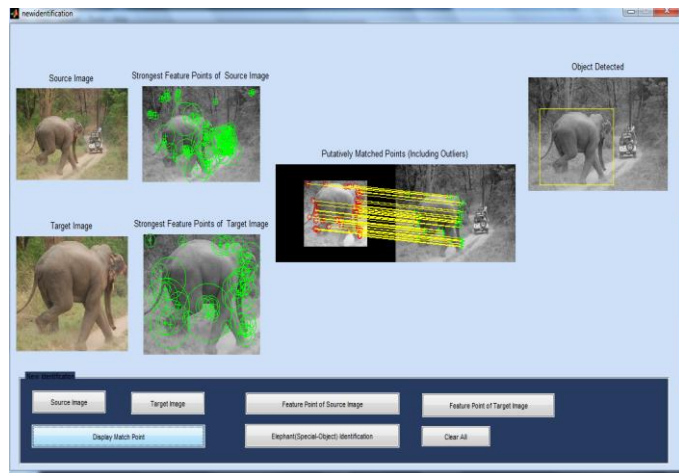 newidentification
Source Image
Strongest Feature Points of Source Image
Object Detected
Putatively Matched Points (Including Outliers)
Target Image
Strongest Feature Points of Target Image
New Identification
Source Image
Target Image
Feature Point of Source Image
Feature Point of Target Image
Display Match Point
Elephant(Special-Object) Identification
Clear All